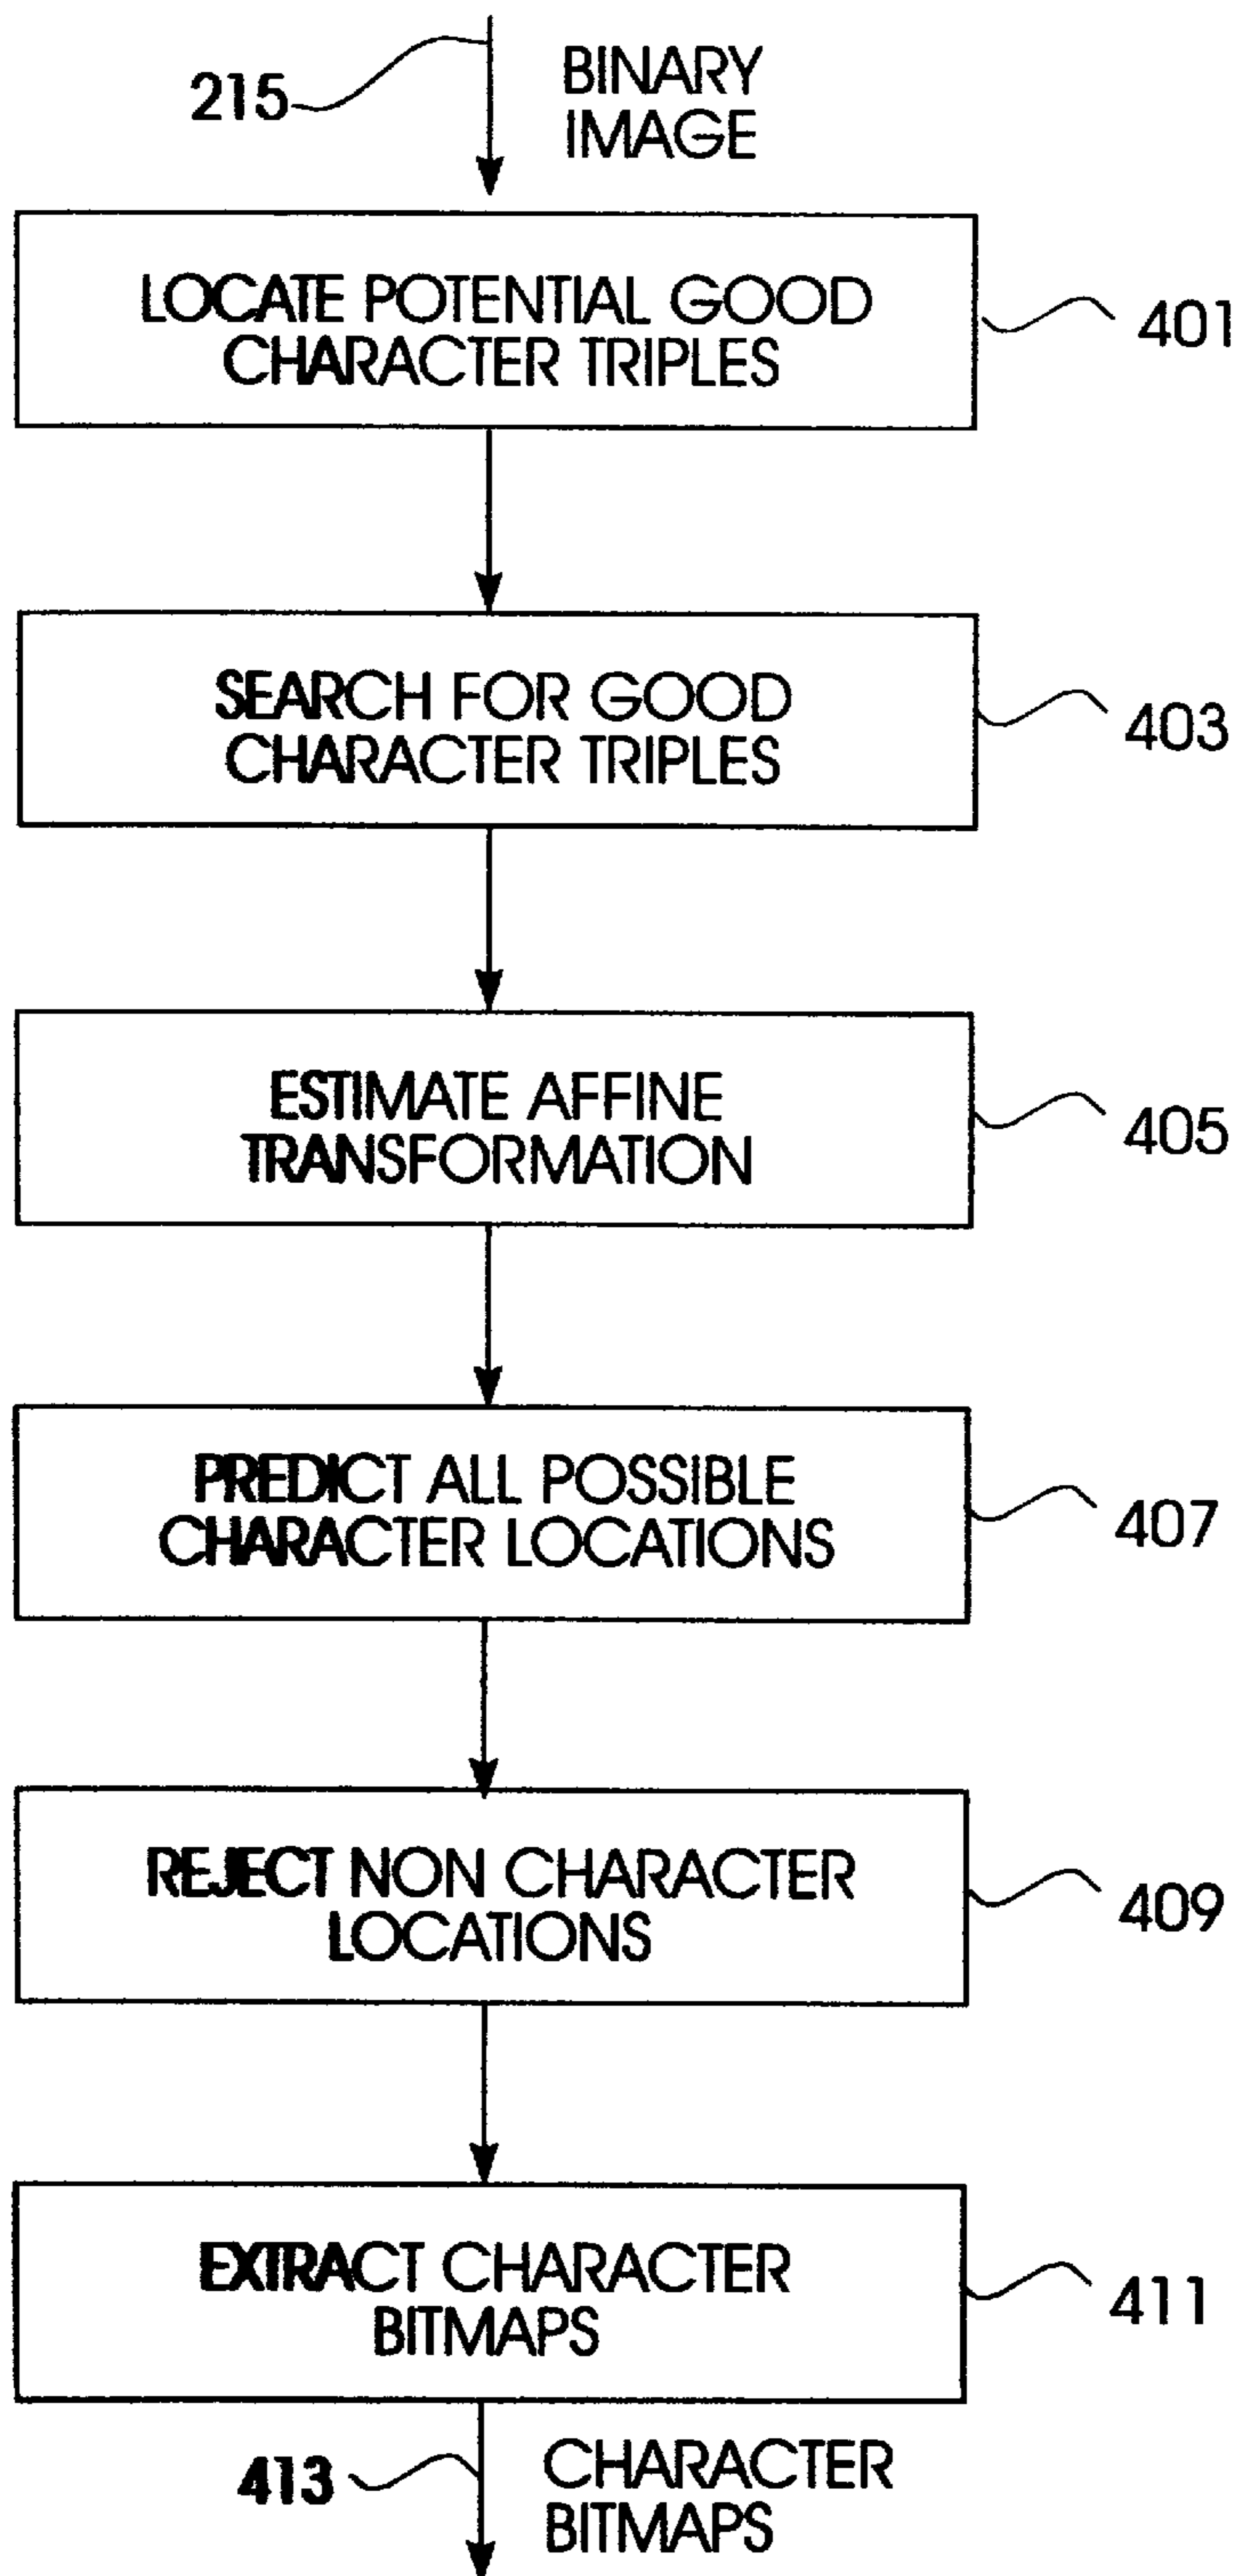 215
BINARY
IMAGE
LOCATE POTENTIAL GOOD
CHARACTER TRIPLES
401
SEARCH FOR GOOD
CHARACTER TRIPLES
403
ESTIMATE AFFINE
TRANSFORMATION
405
PREDICT ALL POSSIBLE
CHARACTER LOCATIONS
407
REJECT NON CHARACTER
LOCATIONS
409
EXTRACT CHARACTER
BITMAPS
411
413
CHARACTER
BITMAPS